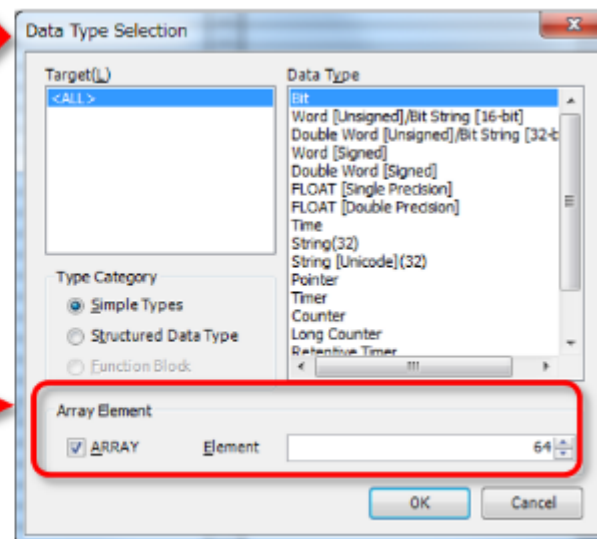 Data Type Selection
Target(L)
<ALL>
Data Type
Bit
Word [Unsigned]/Bit String [16-bit]
Double Word [Unsigned]/Bit String [32-b
Word [Signed]
Double Word [Signed]
FLOAT [Single Precision]
FLOAT [Double Precision]
Time
String(32)
String [Unicode](32)
Pointer
Timer
Counter
Long Counter
Retentive Timer
Type Category
Simple Types
Structured Data Type
Function Block
Array Element
ARRAY Element 64
OK Cancel